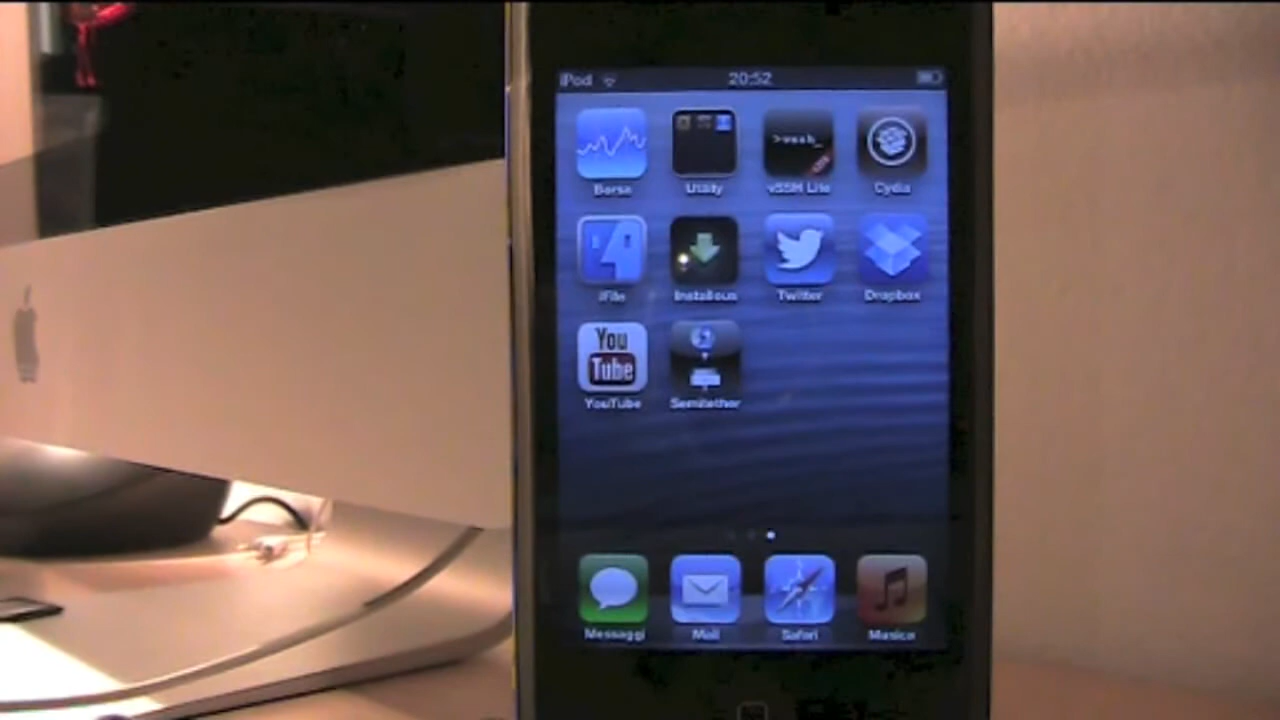 iPod 20:52
Borsa Utility vSSH Lite Cydia
>vssh_
iFile Installous Twitter Dropbox
You
Tube
YouTube Semitether
Messaggi Mail Safari Musica